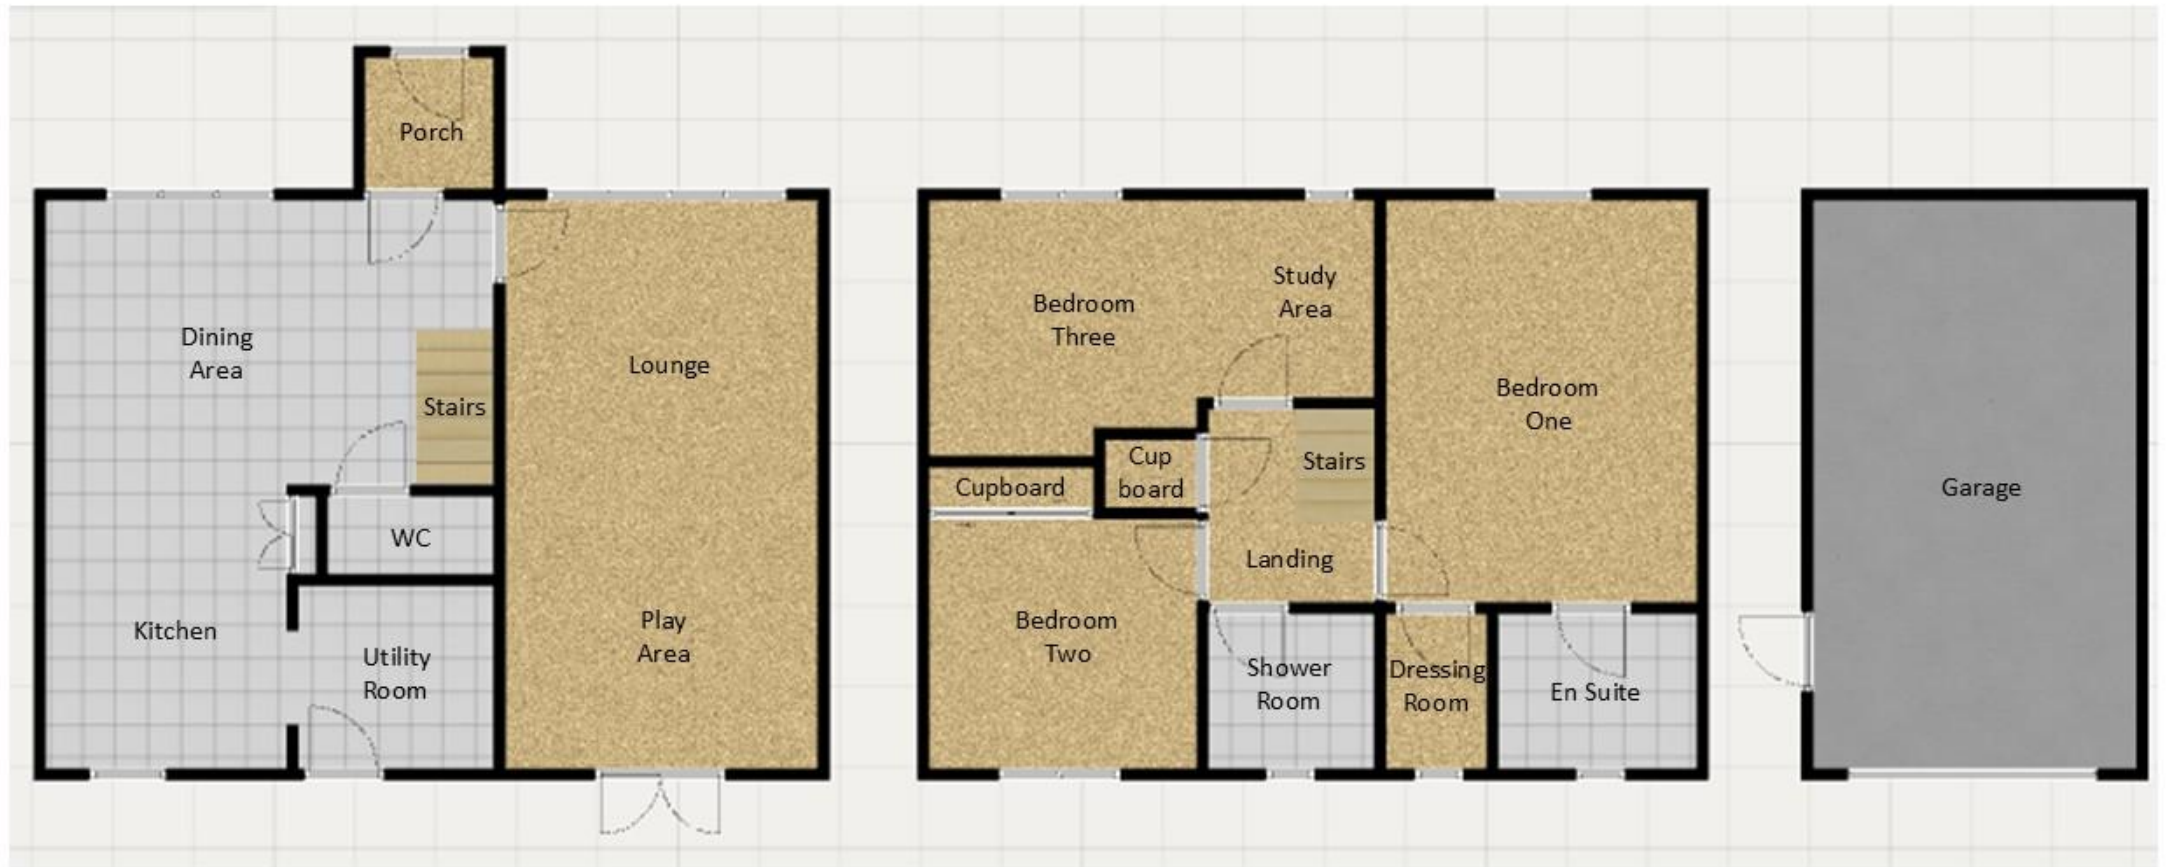 Porch
Dining
Area
Stairs
Lounge
WC
Kitchen
Utility
Room
Play
Area
Bedroom
Three
Study
Area
Bedroom
One
Cupboard
Cup
board
Stairs
Landing
Bedroom
Two
Shower
Room
Dressing
Room
En Suite
Garage